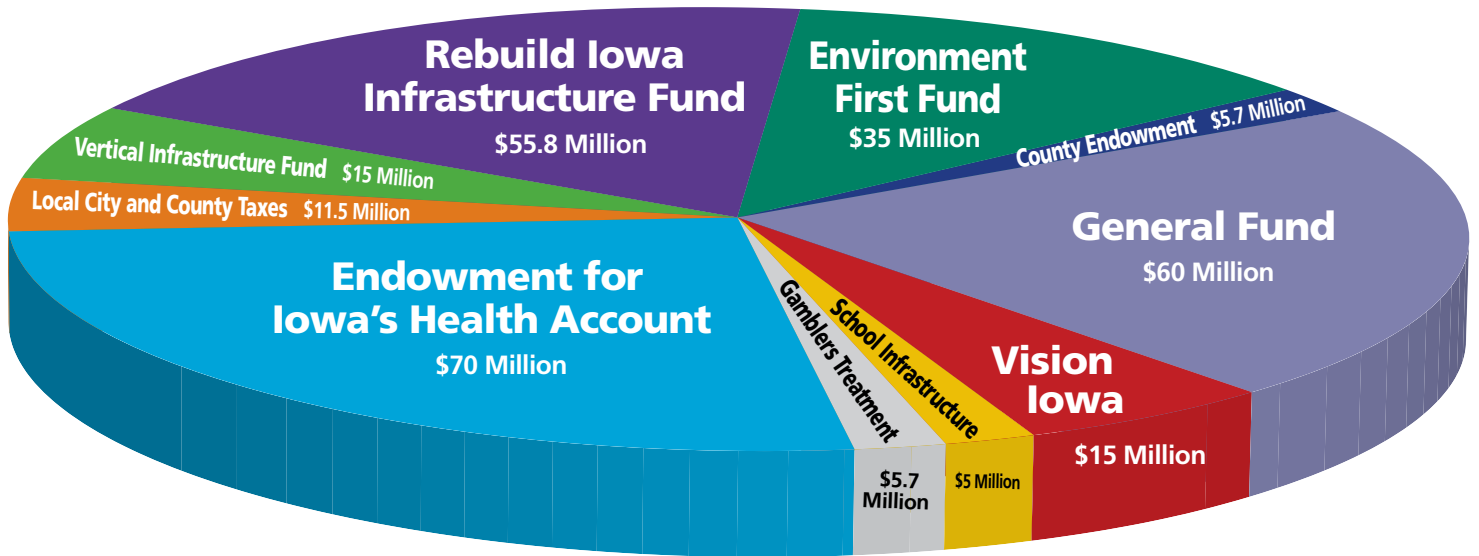 Rebuild Iowa
Infrastructure Fund
$55.8 Million
Environment
First Fund
$35 Million
County Endowment $5.7 Million
Vertical Infrastructure Fund $15 Million
Local City and County Taxes $11.5 Million
General Fund
$60 Million
Endowment for
Iowa's Health Account
$70 Million
Gamblers Treatment
$5.7
Million
School Infrastructure
$5 Million
Vision
Iowa
$15 Million